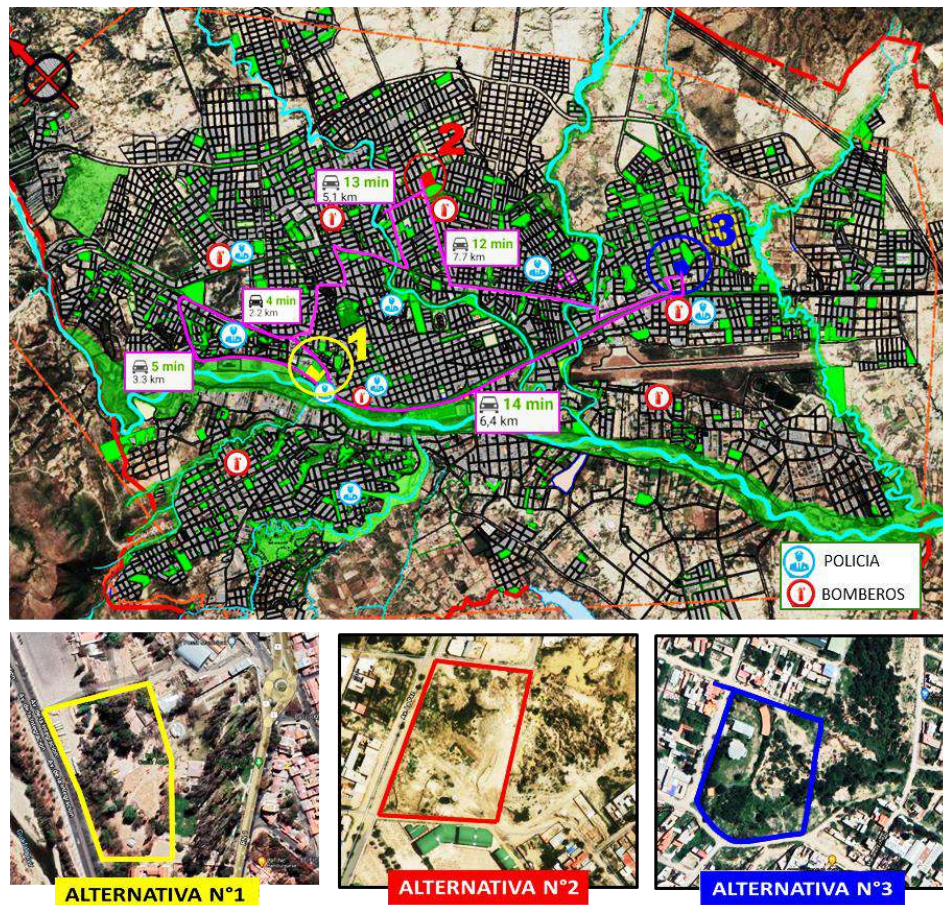 2
13 min
5,1 km
3
12 min
7.7 km
4 min
2.2 km
1
5 min
3.3 km
14 min
6,4 km
POLICIA
BOMBEROS
ALTERNATIVA N°1
ALTERNATIVA N°2
ALTERNATIVA N°3